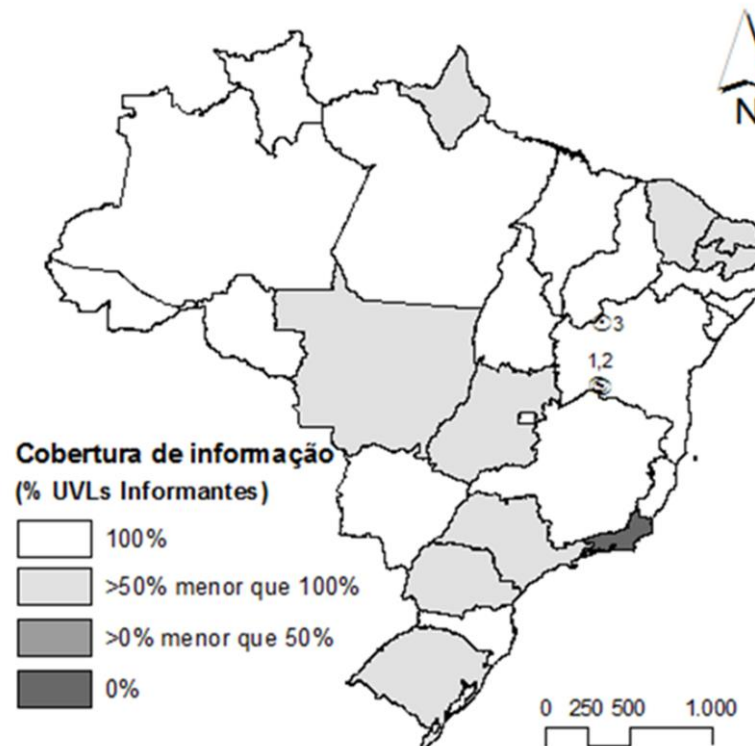 N
3
1,2
Cobertura de informação
(% UVLs Informantes)
100%
>50% menor que 100%
>0% menor que 50%
0%
0 250 500 1.000